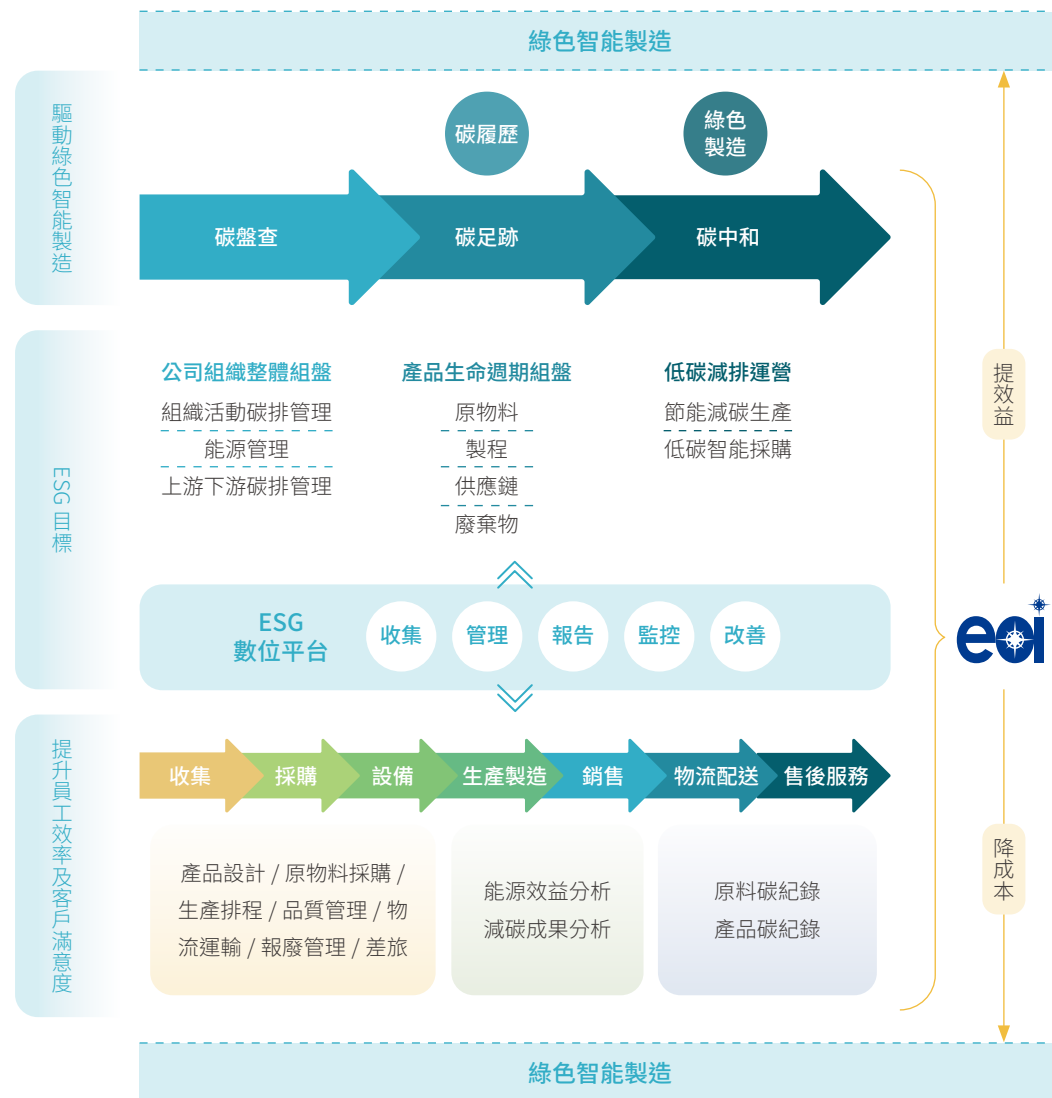 綠色智能製造
驅動綠色智能製造
碳履歷
綠色
製造
碳盤查
碳足跡
碳中和
ESG 目標
公司組織整體組盤
組織活動碳排管理
能源管理
上游下游碳排管理
產品生命週期組盤
原物料
製程
供應鏈
廢棄物
低碳減排運營
節能減碳生產
低碳智能採購
提效益
ESG
數位平台
收集
管理
報告
監控
改善
eai
提升員工效率及客戶滿意度
收集
採購
設備
生產製造
銷售
物流配送
售後服務
產品設計 / 原物料採購 /
生產排程 / 品質管理 / 物
流運輸 / 報廢管理 / 差旅
能源效益分析
減碳成果分析
原料碳紀錄
產品碳紀錄
降成本
綠色智能製造